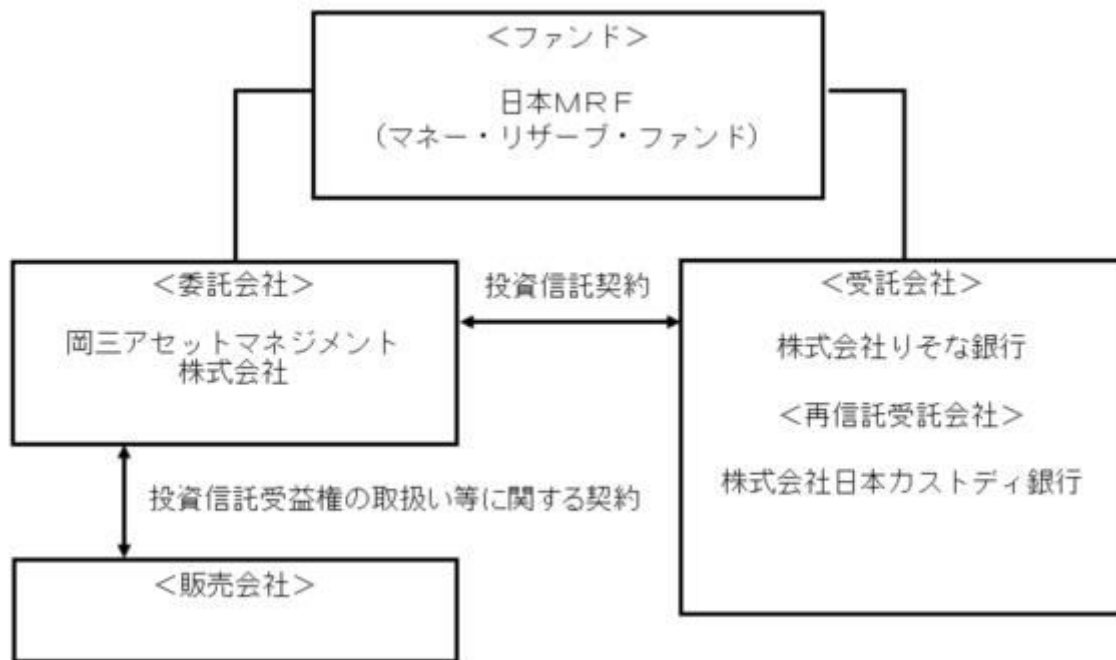 ＜ファンド＞
日本ＭＲＦ
（マネー・リザーブ・ファンド）
＜委託会社＞
岡三アセットマネジメント
株式会社
投資信託契約
＜受託会社＞
株式会社りそな銀行
＜再信託受託会社＞
株式会社日本カストディ銀行
投資信託受益権の取扱い等に関する契約
＜販売会社＞